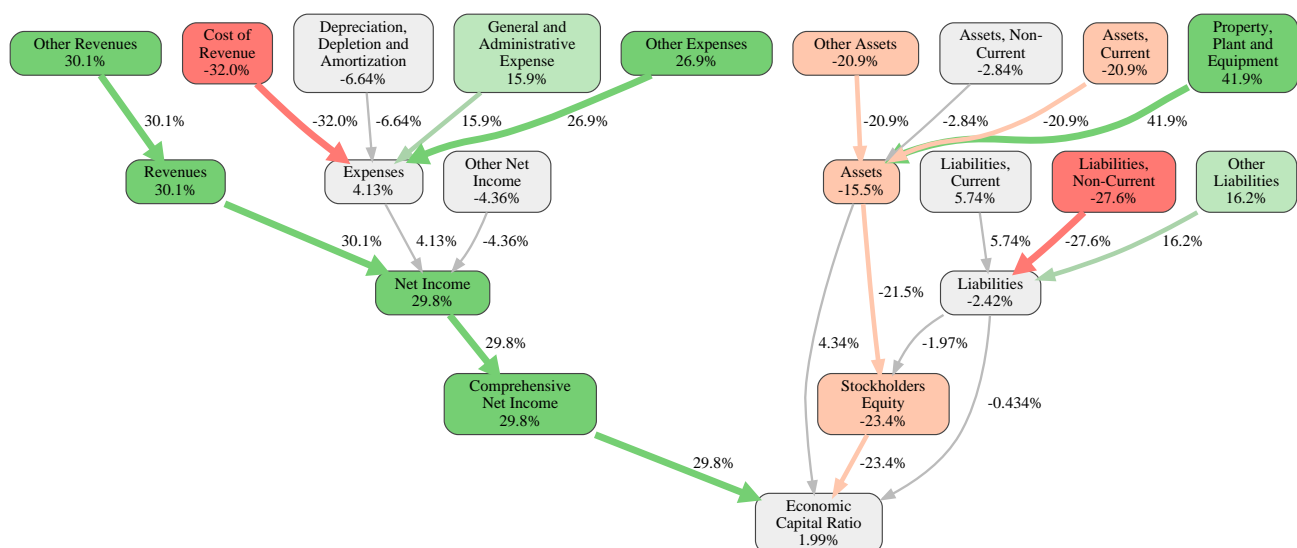 Other Revenues
30.1%
Cost of
Revenue
-32.0%
Depreciation,
Depletion and
Amortization
-6.64%
General and
Administrative
Expense
15.9%
Other Expenses
26.9%
Other Assets
-20.9%
Assets, Non-
Current
-2.84%
Assets,
Current
-20.9%
Property,
Plant and
Equipment
41.9%
30.1%
-32.0%
-6.64%
15.9%
26.9%
-20.9%
-2.84%
-20.9%
41.9%
Revenues
30.1%
Expenses
4.13%
Other Net
Income
-4.36%
Assets
-15.5%
Liabilities,
Current
5.74%
Liabilities,
Non-Current
-27.6%
Other
Liabilities
16.2%
30.1%
4.13%
-4.36%
5.74%
-27.6%
16.2%
Net Income
29.8%
Liabilities
-2.42%
-21.5%
29.8%
4.34%
-1.97%
Comprehensive
Net Income
29.8%
Stockholders
Equity
-23.4%
-0.434%
29.8%
-23.4%
Economic
Capital Ratio
1.99%